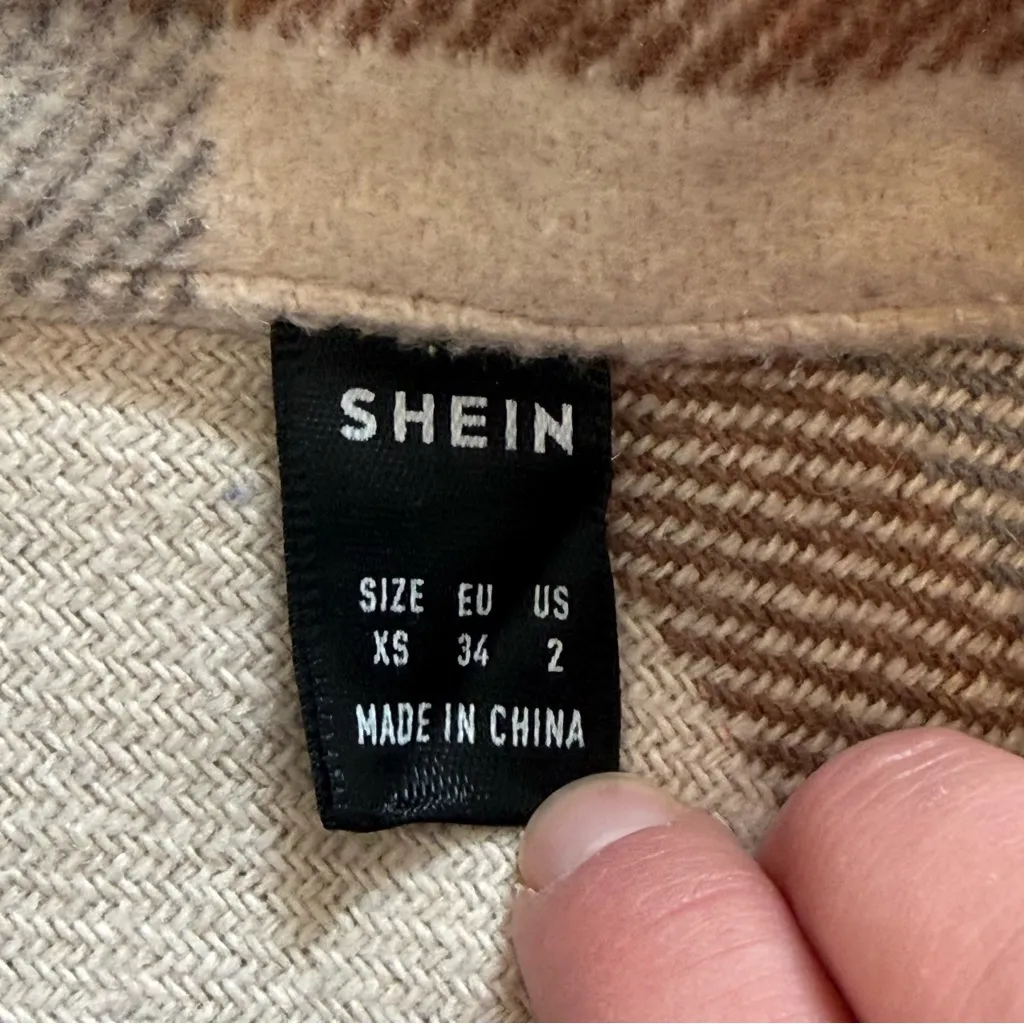 SHEIN
SIZE EU US
XS 34 2
MADE IN CHINA